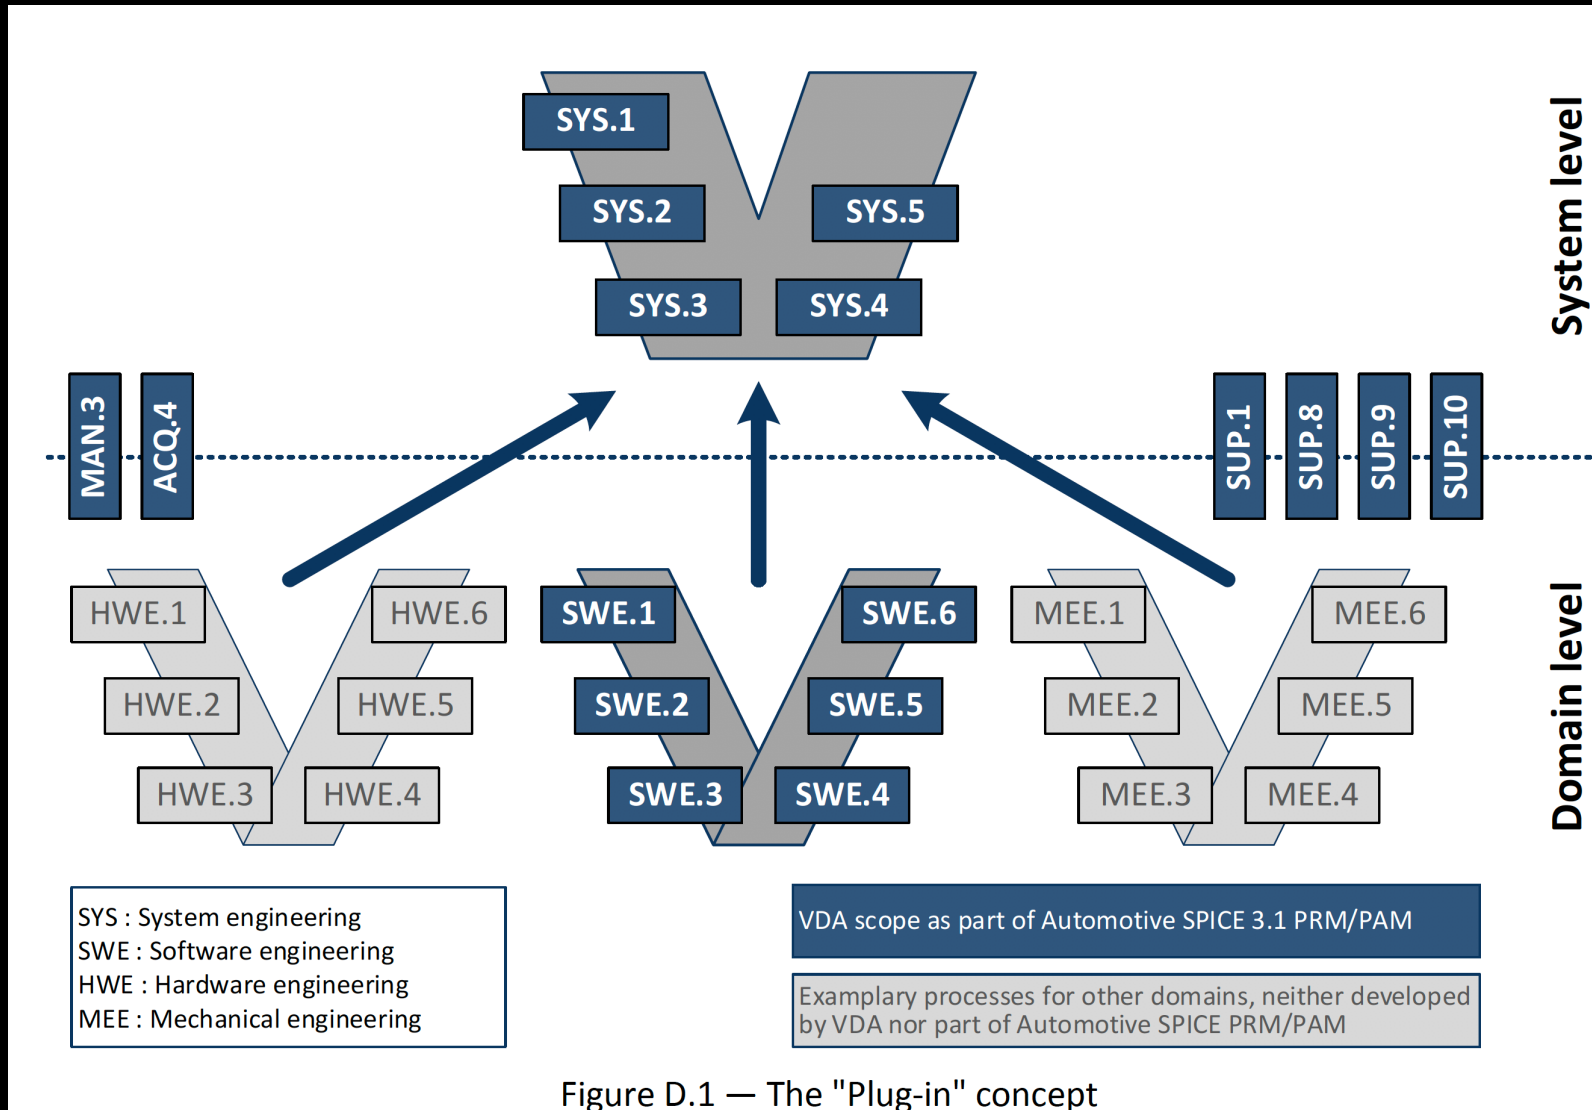 SYS.1
SYS.2
SYS.5
SYS.3
SYS.4
System level
MAN.3
ACQ.4
SUP.1
SUP.8
SUP.9
SUP.10
HWE.1
HWE.6
HWE.2
HWE.5
HWE.3
HWE.4
SWE.1
SWE.6
SWE.2
SWE.5
SWE.3
SWE.4
MEE.1
MEE.6
MEE.2
MEE.5
MEE.3
MEE.4
Domain level
SYS : System engineering
SWE : Software engineering
HWE : Hardware engineering
MEE : Mechanical engineering
VDA scope as part of Automotive SPICE 3.1 PRM/PAM
Examplary processes for other domains, neither developed
by VDA nor part of Automotive SPICE PRM/PAM
Figure D.1 — The "Plug-in" concept